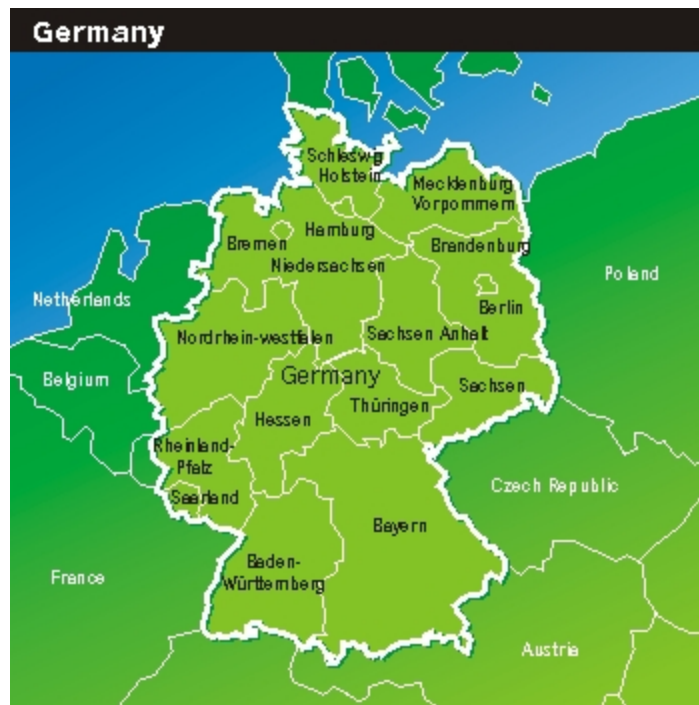 Germany
Schleswig
Holstein
Mecklenburg
Vorpommern
Hamburg
Bremen
Brandenburg
Niedersachsen
Poland
Netherlands
Berlin
Nordrhein-westfalen
Sachsen Anhalt
Belgium
Germany
Sachsen
Thüringen
Hessen
Rheinland-
Pfalz
Czech Republic
Saarland
Bayern
Baden-
Württemberg
France
Austria